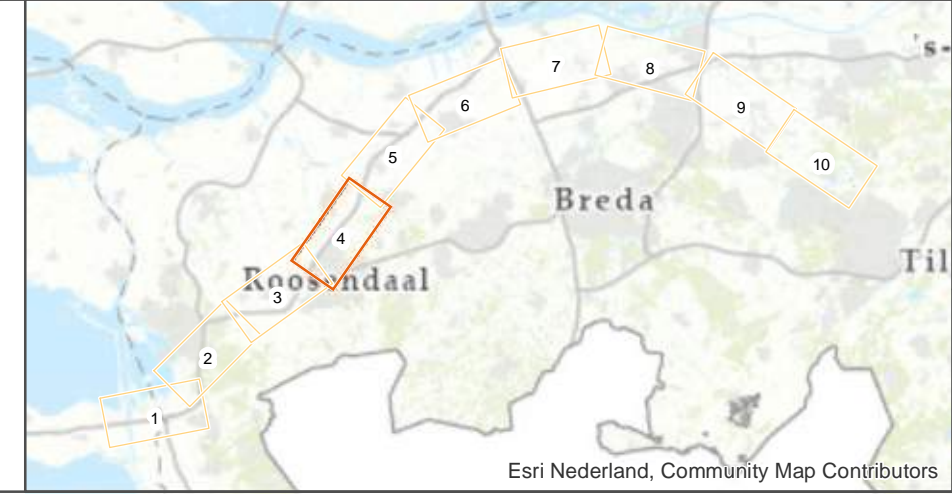 's-
7
8
6
9
5
10
Breda
4
Til
Roosendaal
3
2
1
Esri Nederland, Community Map Contributors